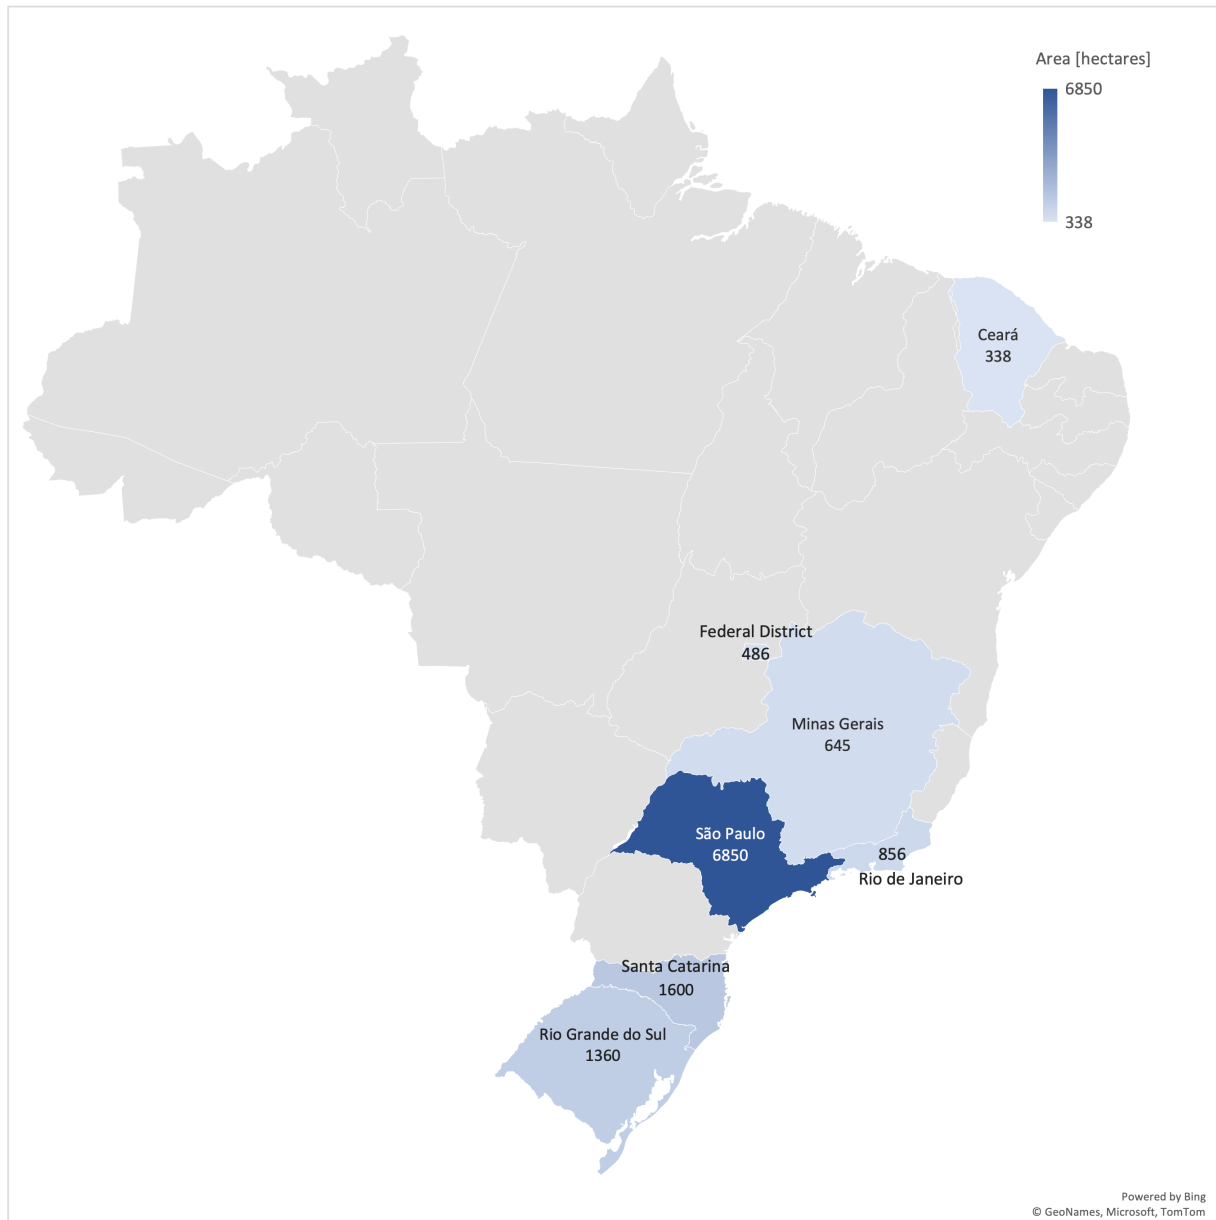 Area [hectares]
6850
338
Ceará
338
Federal District
486
Minas Gerais
645
São Paulo
6850
856
Rio de Janeiro
Santa Catarina
1600
Rio Grande do Sul
1360
Powered by Bing
© GeoNames, Microsoft, TomTom